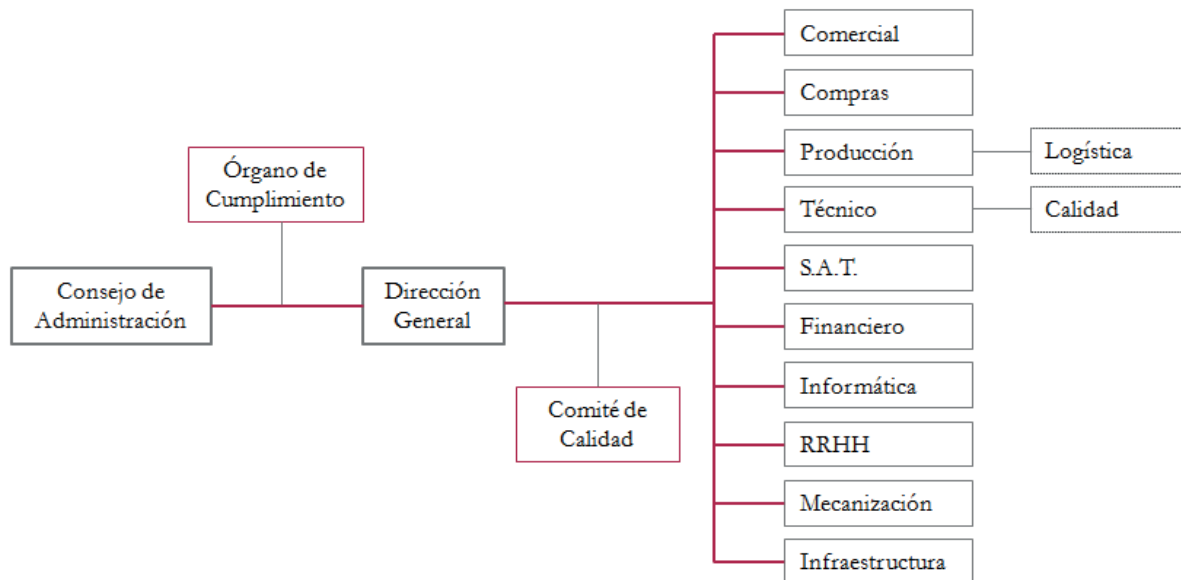 Comercial
Compras
Producción
Logística
Órgano de
Cumplimiento
Técnico
Calidad
S.A.T.
Consejo de
Administración
Dirección
General
Financiero
Informática
Comité de
Calidad
RRHH
Mecanización
Infraestructura